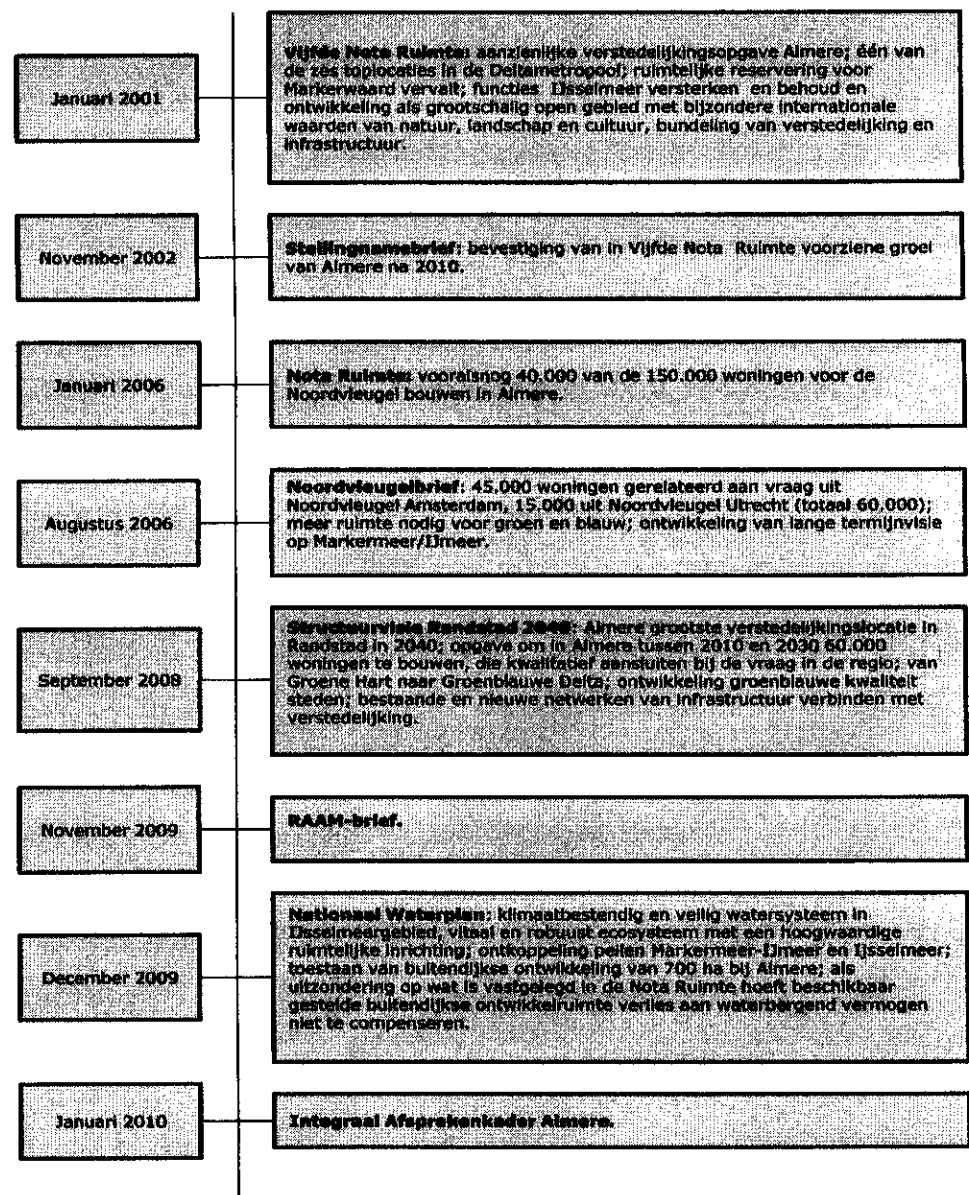 Januari 2001
Vijfde Nota Ruimte: aanzienlijke verstedelijkingsopgave Almere; één van
de zes toplocaties in de Deltametropool; ruimtelijke reservering voor
Markerwaard vervalt; functies IJsselmeer versterken en behoud en
ontwikkeling als grootschalig open gebied met bijzondere internationale
waarden van natuur, landschap en cultuur, bundeling van verstedelijking en
infrastructuur.
November 2002
Stellingnamebrief: bevestiging van in Vijfde Nota Ruimte voorziene groei
van Almere na 2010.
Januari 2006
Nota Ruimte: vooralsnog 40.000 van de 150.000 woningen voor de
Noordvleugel bouwen in Almere.
Augustus 2006
Noordvleugelbrief: 45.000 woningen gerelateerd aan vraag uit
Noordvleugel Amsterdam, 15.000 uit Noordvleugel Utrecht (totaal 60.000);
meer ruimte nodig voor groen en blauw; ontwikkeling van lange termijnvisie
op Markermeer/IJmeer.
September 2008
Structuurvisie Randstad 2040: Almere grootste verstedelijkingslocatie in
Randstad in 2040; opgave om in Almere tussen 2010 en 2030 60.000
woningen te bouwen, die kwalitatief aansluiten bij de vraag in de regio; van
Groene Hart naar Groenblauwe Delta; ontwikkeling groenblauwe kwaliteit
steden; bestaande en nieuwe netwerken van infrastructuur verbinden met
verstedelijking.
November 2009
RAAM-brief.
December 2009
Nationaal Waterplan: klimaatbestendig en veilig watersysteem in
IJsselmeergebied, vitaal en robuust ecosysteem met een hoogwaardige
ruimtelijke inrichting; ontkoppeling peilen Markermeer-IJmeer en Ijsselmeer;
toestaan van buitendijkse ontwikkeling van 700 ha bij Almere; als
uitzondering op wat is vastgelegd in de Nota Ruimte hoeft beschikbaar
gestelde buitendijkse ontwikkelruimte verlies aan waterbergend vermogen
niet te compenseren.
Januari 2010
Integraal Afsprakenkader Almere.